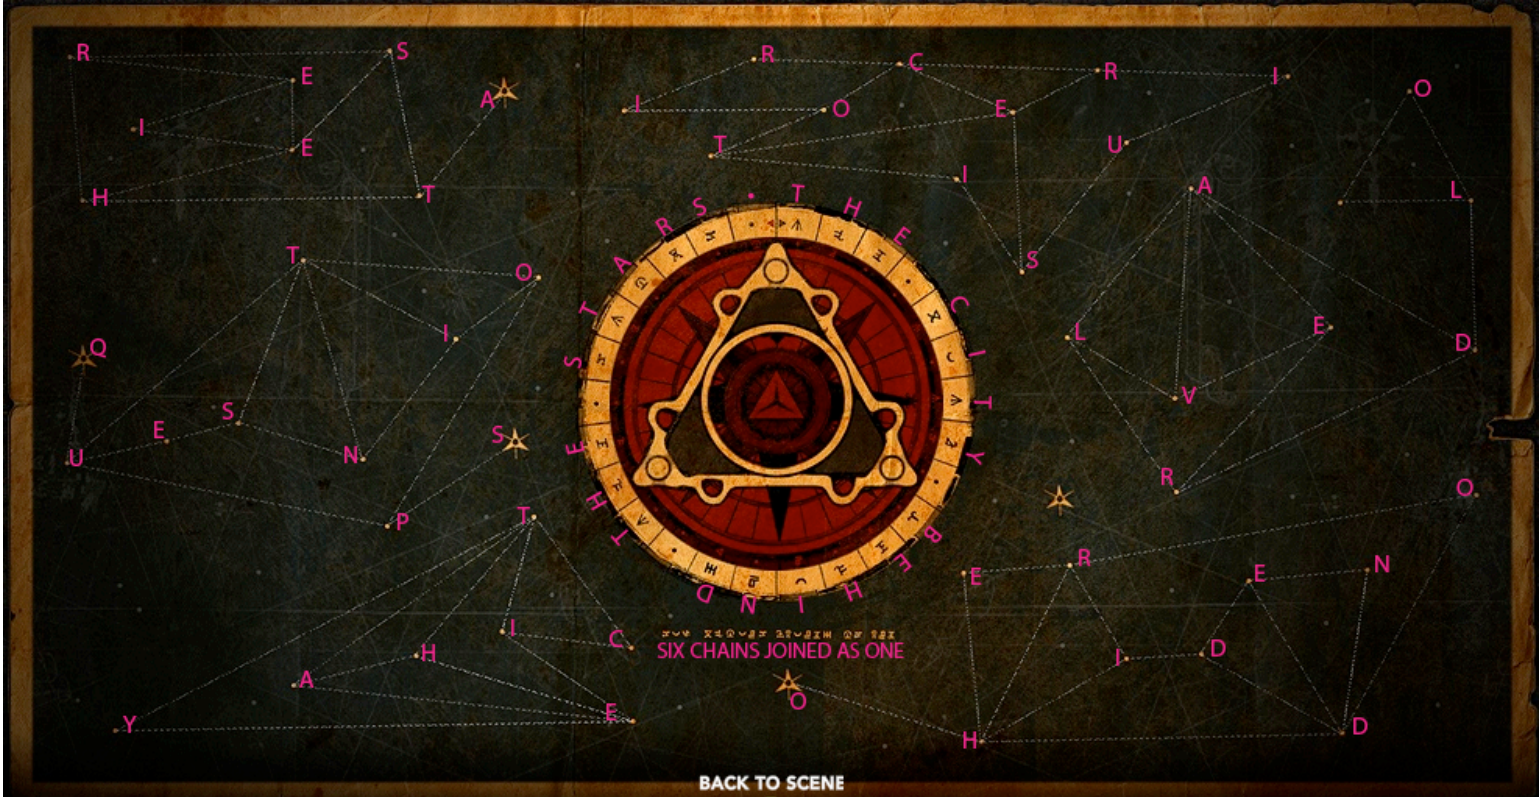 R
S
E
A
I
E
H
T
R
C
R
I
I
O
E
T
U
I
S
O
A
L
L
E
D
∀
R
T
O
I
Q
S
E
S
U
N
P
THE CITY BEHIND THE STARS •
T
I
C
H
A
E
Y
SIX CHAINS JOINED AS ONE
O
O
R
E
E
N
I
D
H
D
BACK TO SCENE